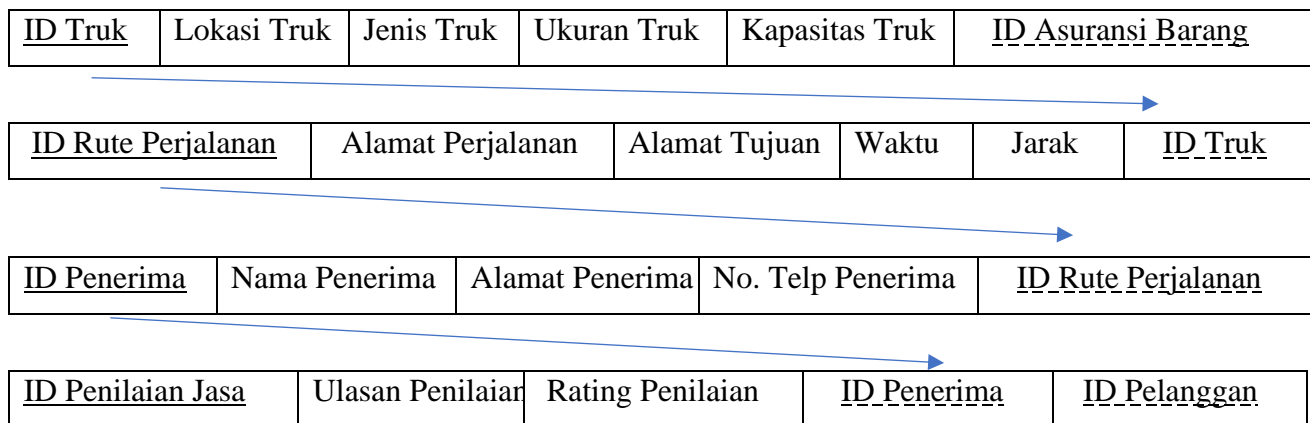 ID Truk Lokasi Truk Jenis Truk Ukuran Truk Kapasitas Truk ID Asuransi Barang
ID Rute Perjalanan Alamat Perjalanan Alamat Tujuan Waktu Jarak ID Truk
ID Penerima Nama Penerima Alamat Penerima No. Telp Penerima ID Rute Perjalanan
ID Penilaian Jasa Ulasan Penilaian Rating Penilaian ID Penerima ID Pelanggan